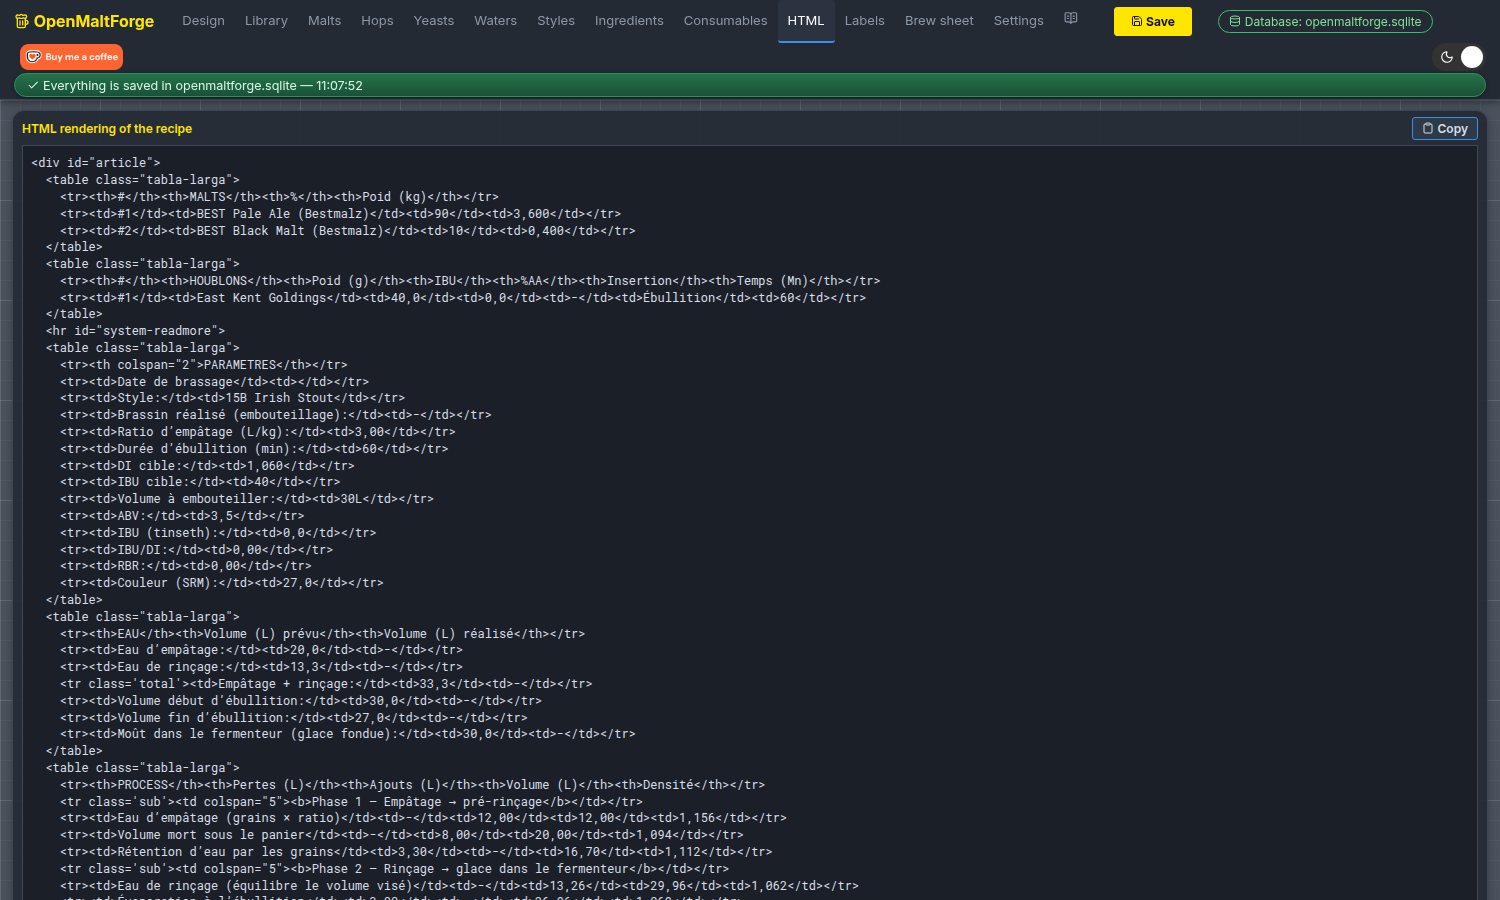 OpenMaltForge Design Library Malts Hops Yeasts Waters Styles Ingredients Consumables HTML Labels Brew sheet Settings Save Database: openmaltforge.sqlite
Buy me a coffee
✓ Everything is saved in openmaltforge.sqlite — 11:07:52
HTML rendering of the recipe Copy
<div id="article">
<table class="tabla-larga">
<tr><th>#</th><th>MALTS</th><th>%</th><th>Poid (kg)</th></tr>
<tr><td>#1</td><td>BEST Pale Ale (Bestmalz)</td><td>90</td><td>3,600</td></tr>
<tr><td>#2</td><td>BEST Black Malt (Bestmalz)</td><td>10</td><td>0,400</td></tr>
</table>
<table class="tabla-larga">
<tr><th>#</th><th>HOUBLONS</th><th>Poid (g)</th><th>IBU</th><th>%AA</th><th>Insertion</th><th>Temps (Mn)</th></tr>
<tr><td>#1</td><td>East Kent Goldings</td><td>40,0</td><td>0,0</td><td>-</td><td>Ébullition</td><td>60</td></tr>
</table>
<hr id="system-readmore">
<table class="tabla-larga">
<tr><th colspan="2">PARAMETRES</th></tr>
<tr><td>Date de brassage</td><td></td></tr>
<tr><td>Style:</td><td>15B Irish Stout</td></tr>
<tr><td>Brassin réalisé (embouteillage):</td><td>-</td></tr>
<tr><td>Ratio d'empâtage (L/kg):</td><td>3,00</td></tr>
<tr><td>Durée d'ébullition (min):</td><td>60</td></tr>
<tr><td>DI cible:</td><td>1,060</td></tr>
<tr><td>IBU cible:</td><td>40</td></tr>
<tr><td>Volume à embouteiller:</td><td>30L</td></tr>
<tr><td>ABV:</td><td>3,5</td></tr>
<tr><td>IBU (tinseth):</td><td>0,0</td></tr>
<tr><td>IBU/DI:</td><td>0,00</td></tr>
<tr><td>RBR:</td><td>0,00</td></tr>
<tr><td>Couleur (SRM):</td><td>27,0</td></tr>
</table>
<table class="tabla-larga">
<tr><th>EAU</th><th>Volume (L) prévu</th><th>Volume (L) réalisé</th></tr>
<tr><td>Eau d'empâtage:</td><td>20,0</td><td>-</td></tr>
<tr><td>Eau de rinçage:</td><td>13,3</td><td>-</td></tr>
<tr class='total'><td>Empâtage + rinçage:</td><td>33,3</td><td>-</td></tr>
<tr><td>Volume début d'ébullition:</td><td>30,0</td><td>-</td></tr>
<tr><td>Volume fin d'ébullition:</td><td>27,0</td><td>-</td></tr>
<tr><td>Moût dans le fermenteur (glace fondue):</td><td>30,0</td><td>-</td></tr>
</table>
<table class="tabla-larga">
<tr><th>PROCESS</th><th>Pertes (L)</th><th>Ajouts (L)</th><th>Volume (L)</th><th>Densité</th></tr>
<tr class='sub'><td colspan="5"><b>Phase 1 — Empâtage → pré-rinçage</b></td></tr>
<tr><td>Eau d'empâtage (grains × ratio)</td><td>-</td><td>12,00</td><td>12,00</td><td>1,156</td></tr>
<tr><td>Volume mort sous le panier</td><td>-</td><td>8,00</td><td>20,00</td><td>1,094</td></tr>
<tr><td>Rétention d'eau par les grains</td><td>3,30</td><td>-</td><td>16,70</td><td>1,112</td></tr>
<tr class='sub'><td colspan="5"><b>Phase 2 — Rinçage → glace dans le fermenteur</b></td></tr>
<tr><td>Eau de rinçage (équilibre le volume visé)</td><td>-</td><td>13,26</td><td>29,96</td><td>1,062</td></tr>